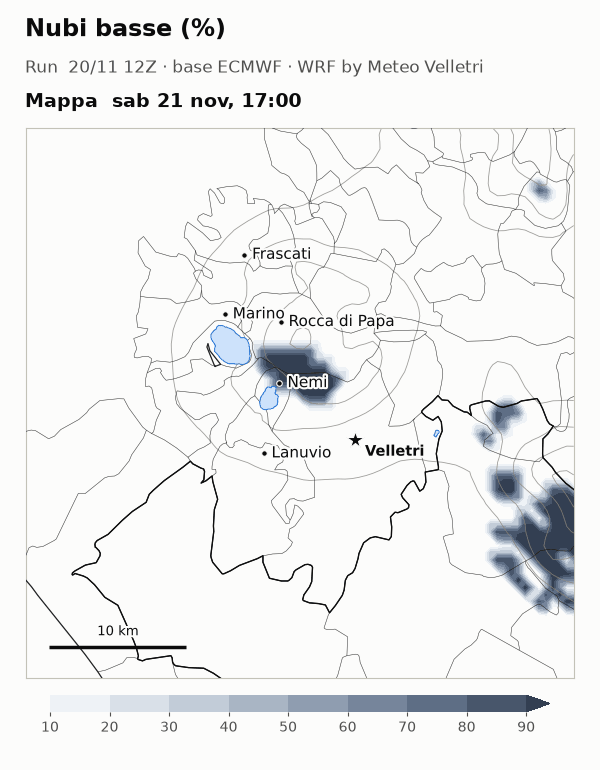 Nubi basse (%)
Run  20/11 12Z · base ECMWF · WRF by Meteo Velletri
Mappa  sab 21 nov, 17:00
Frascati
Marino
Rocca di Papa
Nemi
Velletri
Lanuvio
10 km
10 20 30 40 50 60 70 80 90